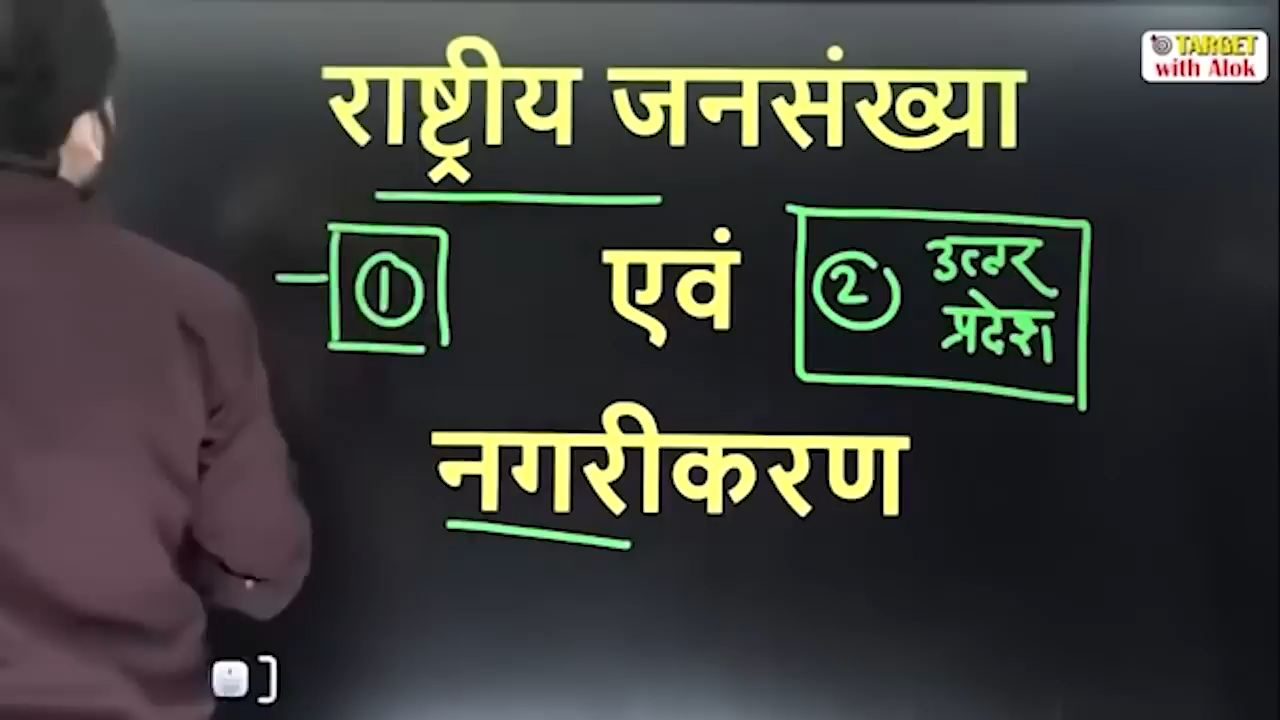 TARGET
with Alok
राष्ट्रीय जनसंख्या
① एवं ② उत्तर
प्रदेश
नगरीकरण
]